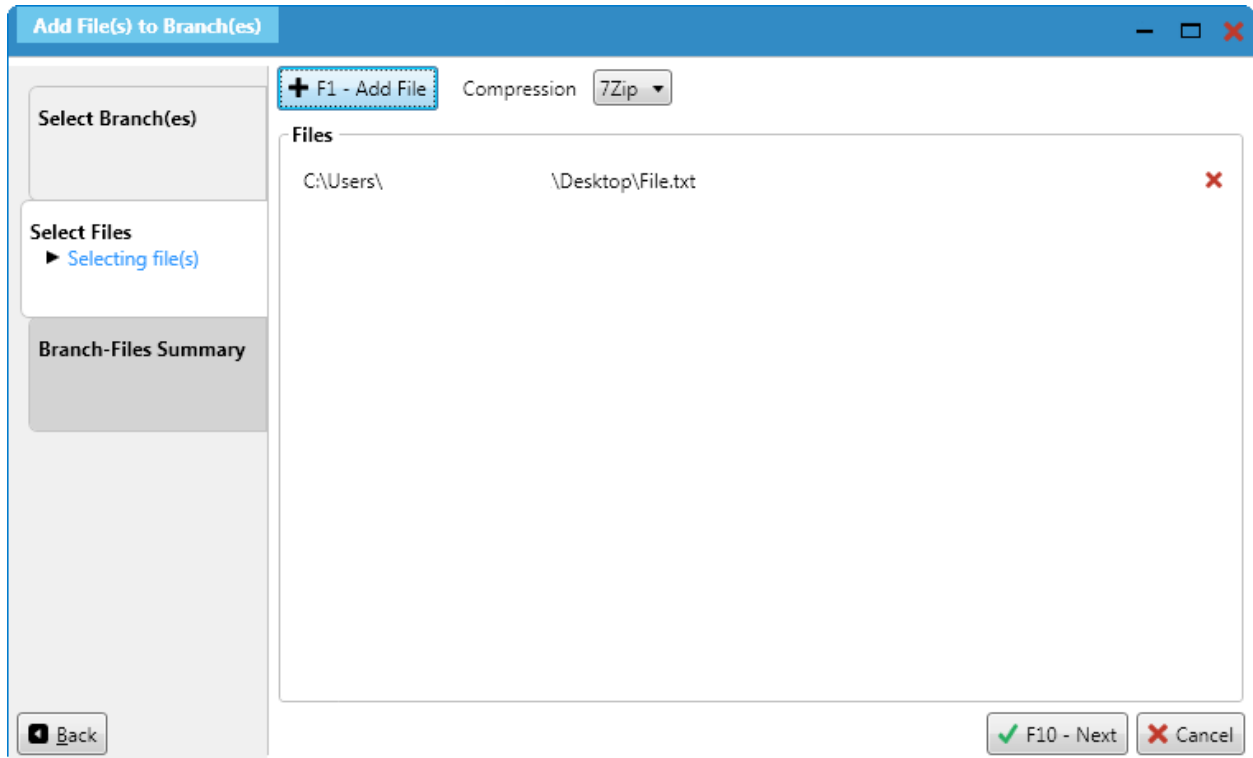 Add File(s) to Branch(es)
Select Branch(es)
Select Files
Selecting file(s)
Branch-Files Summary
F1 - Add File Compression 7Zip
Files
C:\Users\ \Desktop\File.txt
Back
F10 - Next
Cancel